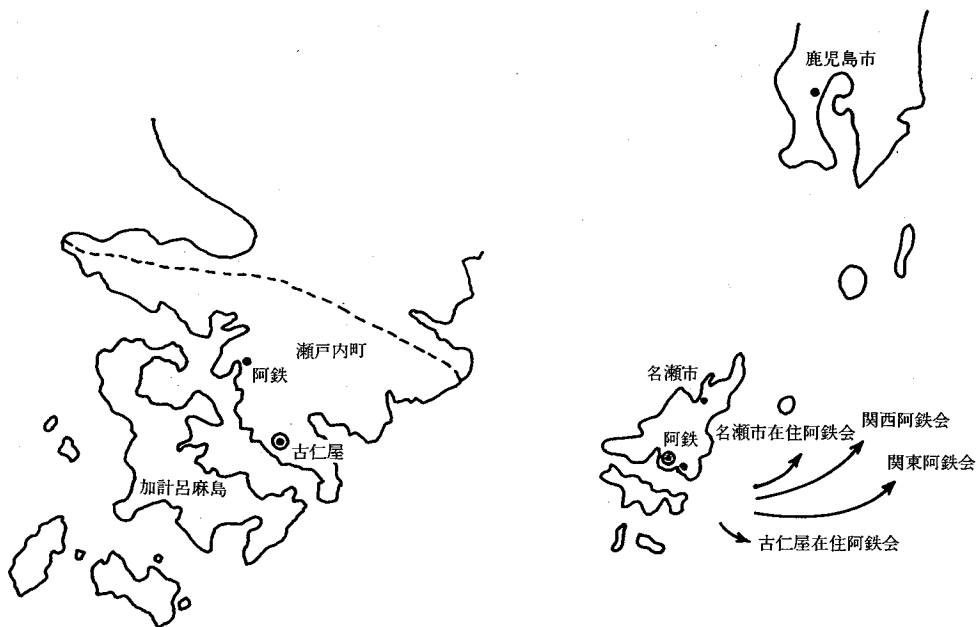 瀬戸内町
阿鉄
古仁屋
加計呂麻島
鹿児島市
名瀬市
阿鉄
名瀬市在住阿鉄会
関西阿鉄会
関東阿鉄会
古仁屋在住阿鉄会